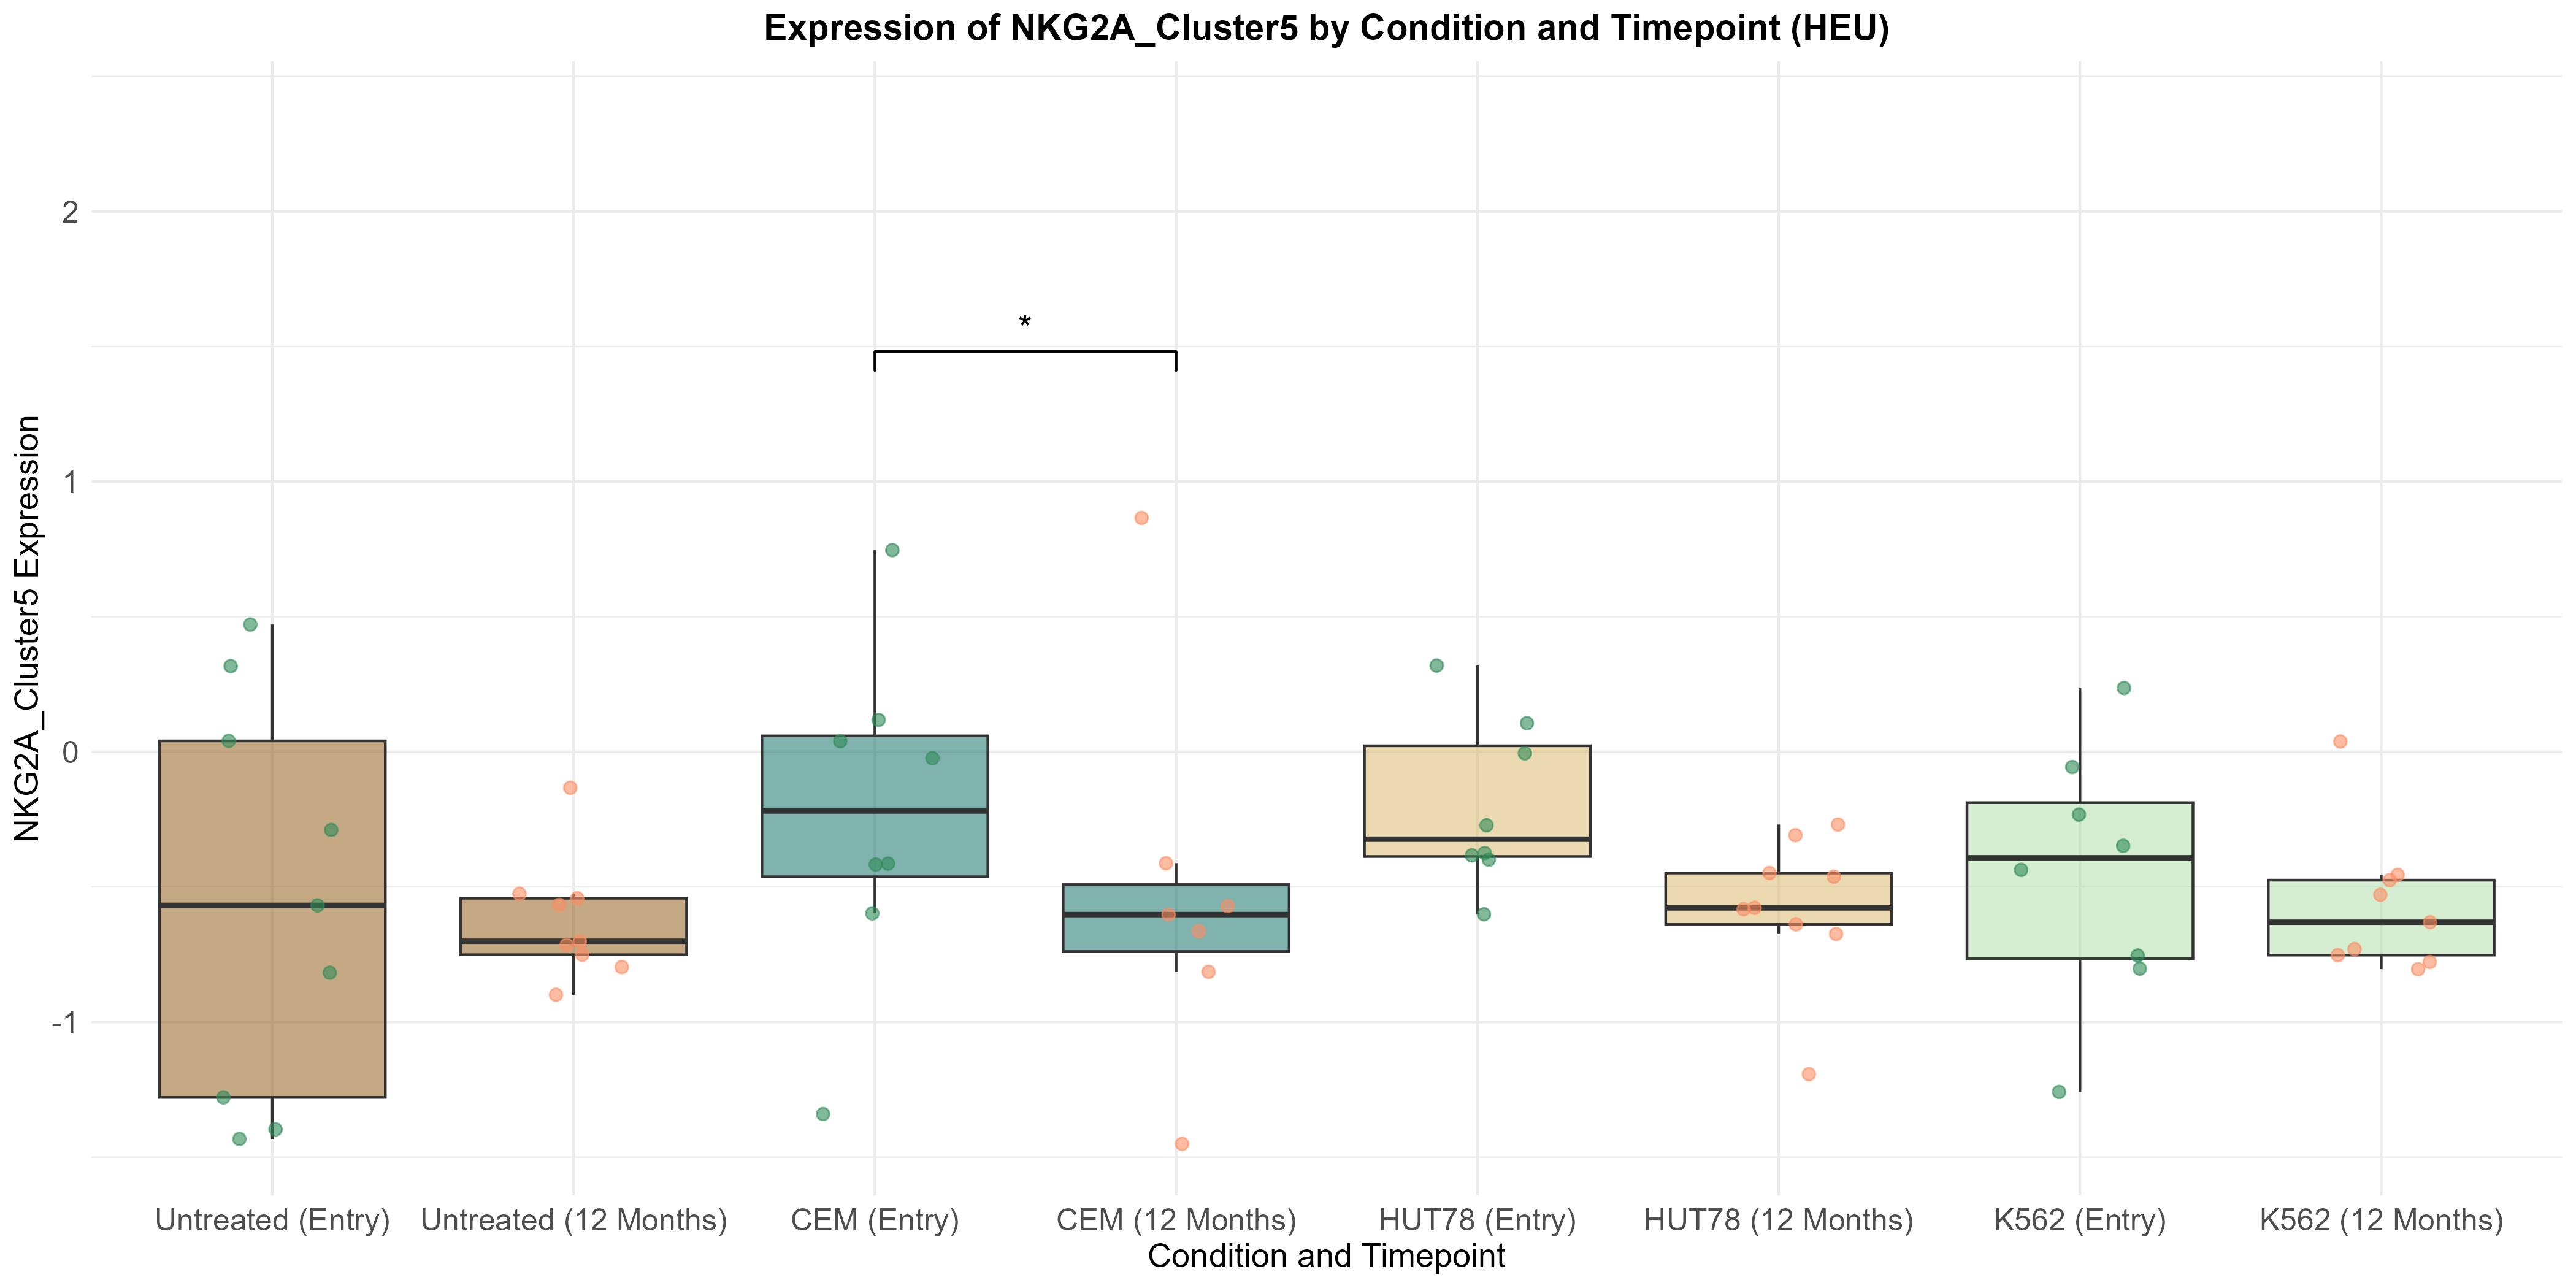 Expression of NKG2A_Cluster5 by Condition and Timepoint (HEU)
NKG2A_Cluster5 Expression
2
1
0
-1
*
Untreated (Entry)
Untreated (12 Months)
CEM (Entry)
CEM (12 Months)
HUT78 (Entry)
HUT78 (12 Months)
K562 (Entry)
K562 (12 Months)
Condition and Timepoint